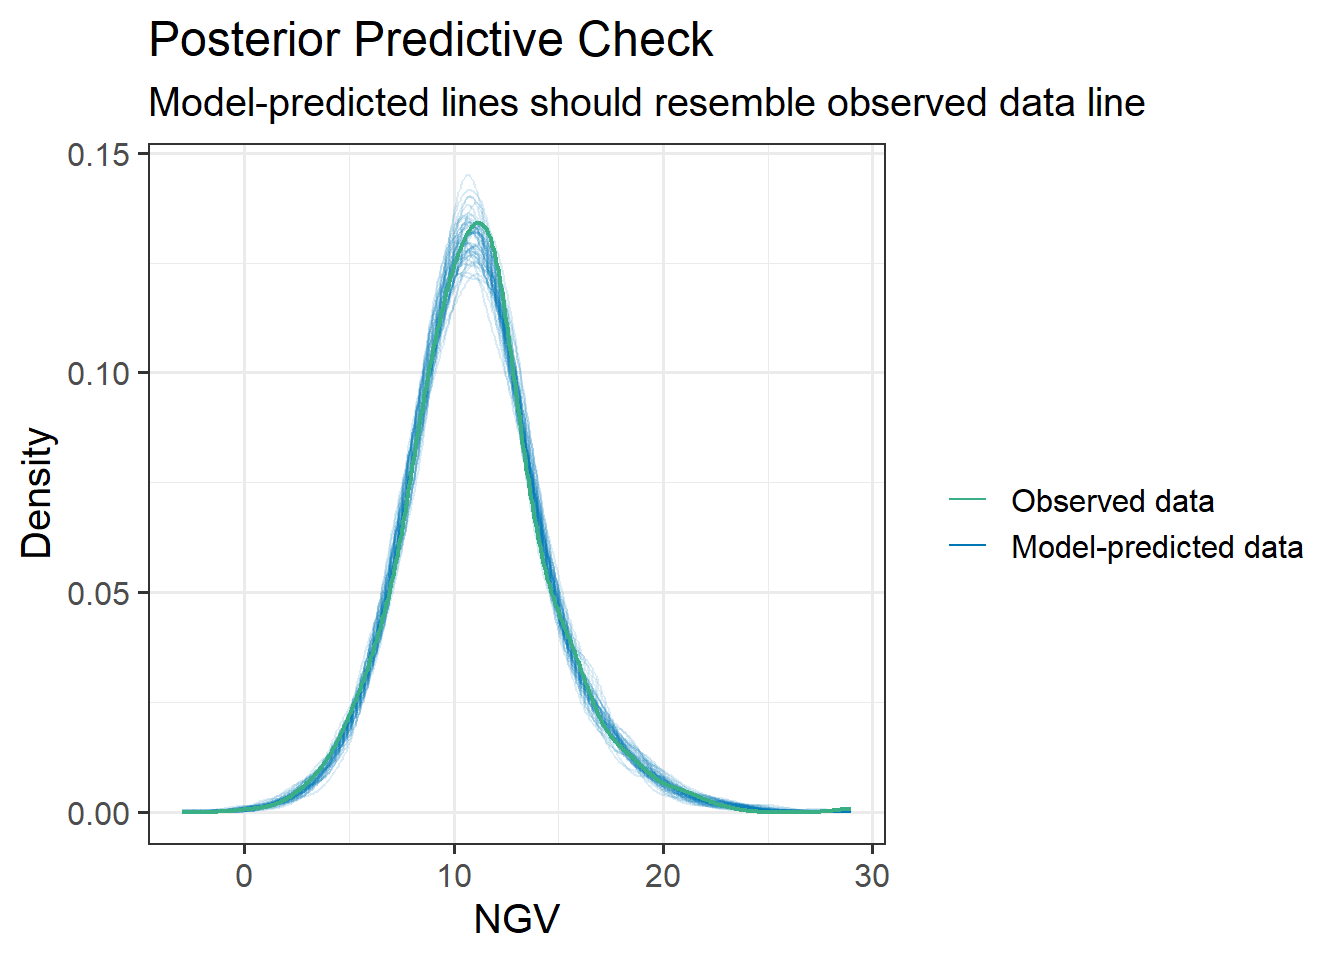 Posterior Predictive Check
Model-predicted lines should resemble observed data line
0.15
0.10
0.05
0.00
Density
0
10
20
30
NGV
Observed data
Model-predicted data